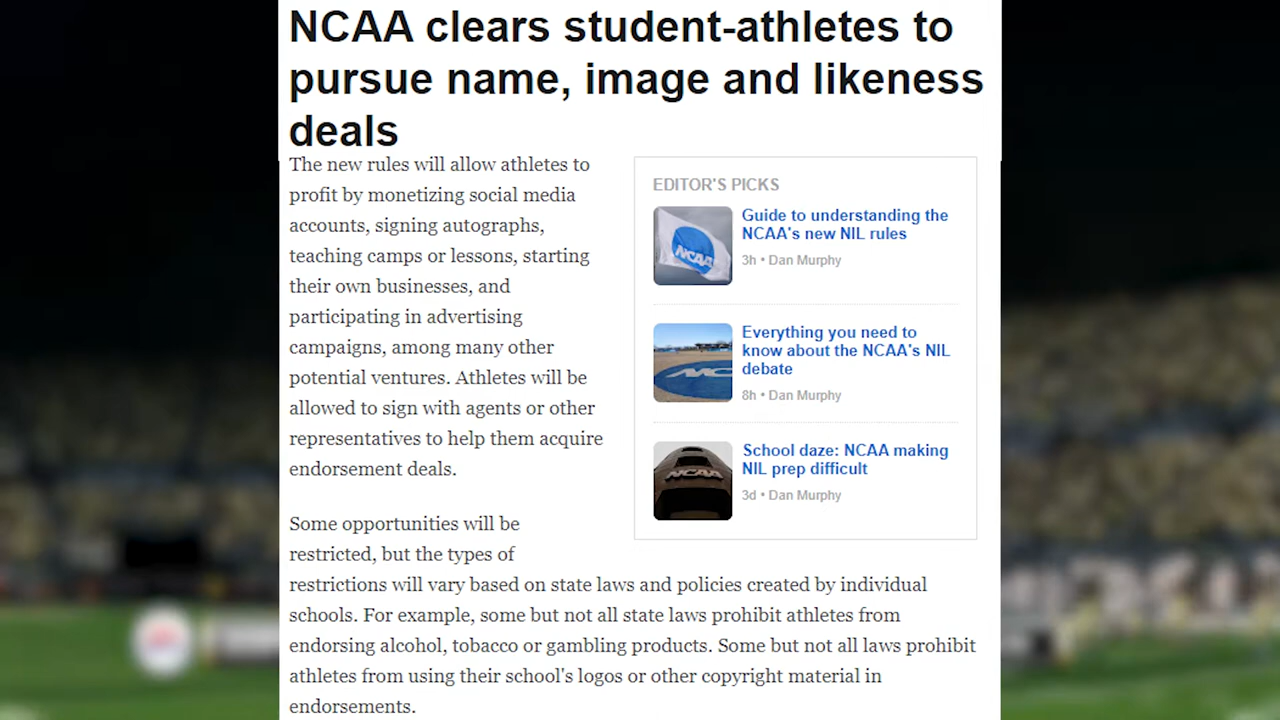 NCAA clears student-athletes to
pursue name, image and likeness
deals
The new rules will allow athletes to
profit by monetizing social media
accounts, signing autographs,
teaching camps or lessons, starting
their own businesses, and
participating in advertising
campaigns, among many other
potential ventures. Athletes will be
allowed to sign with agents or other
representatives to help them acquire
endorsement deals.
EDITOR'S PICKS
NCAA
Guide to understanding the
NCAA's new NIL rules
3h • Dan Murphy
Everything you need to
know about the NCAA's NIL
debate
8h • Dan Murphy
NCAA
School daze: NCAA making
NIL prep difficult
3d • Dan Murphy
Some opportunities will be
restricted, but the types of
restrictions will vary based on state laws and policies created by individual
schools. For example, some but not all state laws prohibit athletes from
endorsing alcohol, tobacco or gambling products. Some but not all laws prohibit
athletes from using their school's logos or other copyright material in
endorsements.